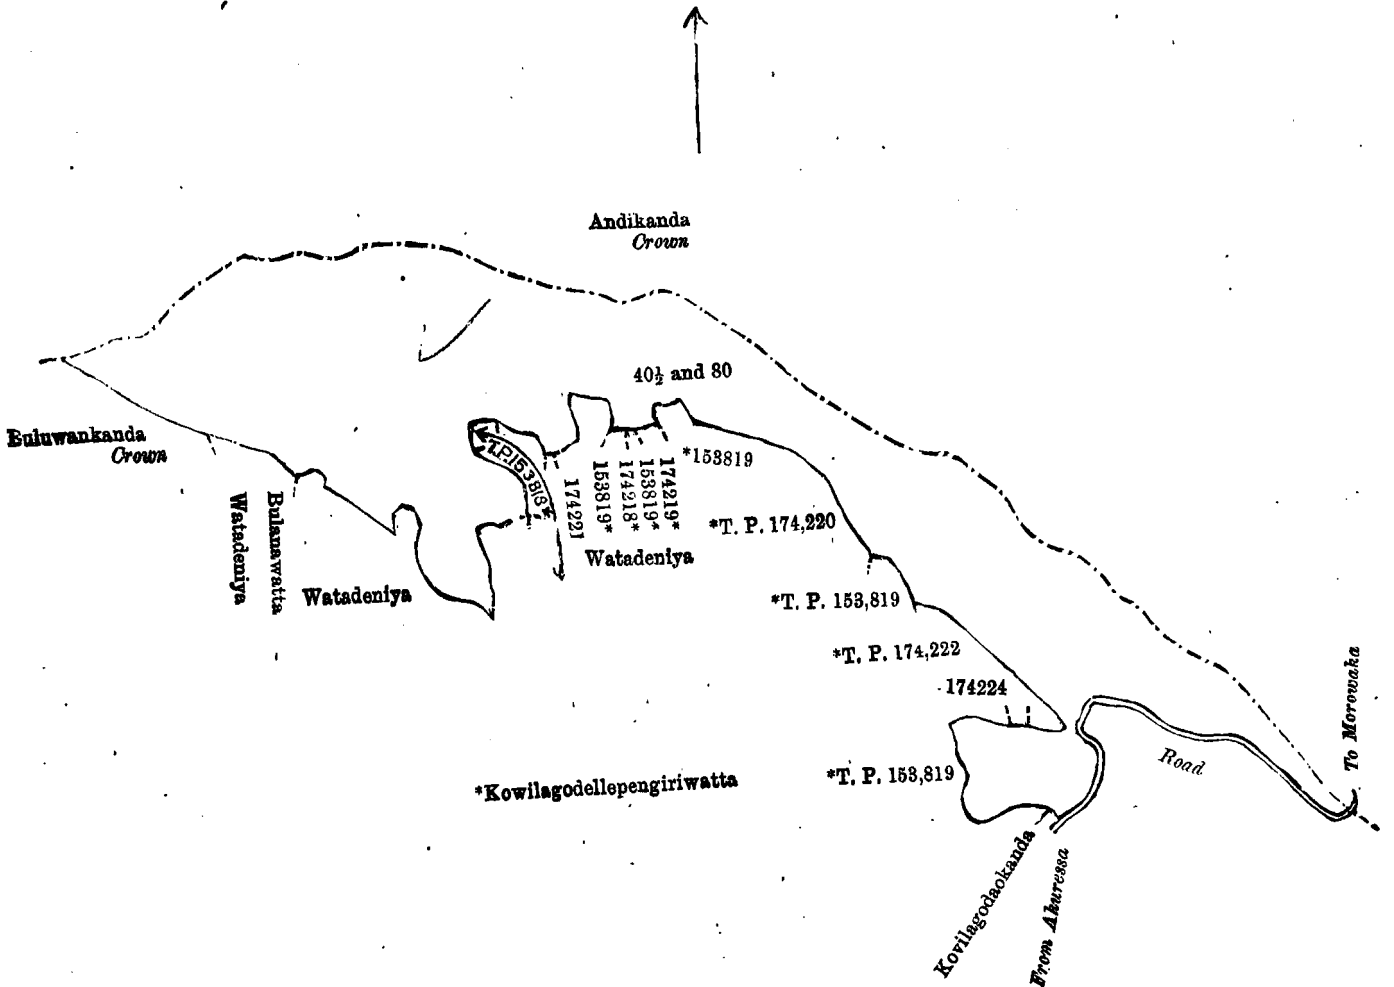 Andikanda
Crown
40½ and 80
Buluwankanda
Crown
Watadeniya
Bulanawatta
Watadeniya
T.P.153819*
174221
153819*
174218*
153819*
174219*
*153819
Watadeniya
*T. P. 174,220
*T. P. 153,819
*T. P. 174,222
174224
*T. P. 153,819
*Kowilagodellepengiriwatta
Road
To Morowaka
Kovilagodaokanda
From Akuressa